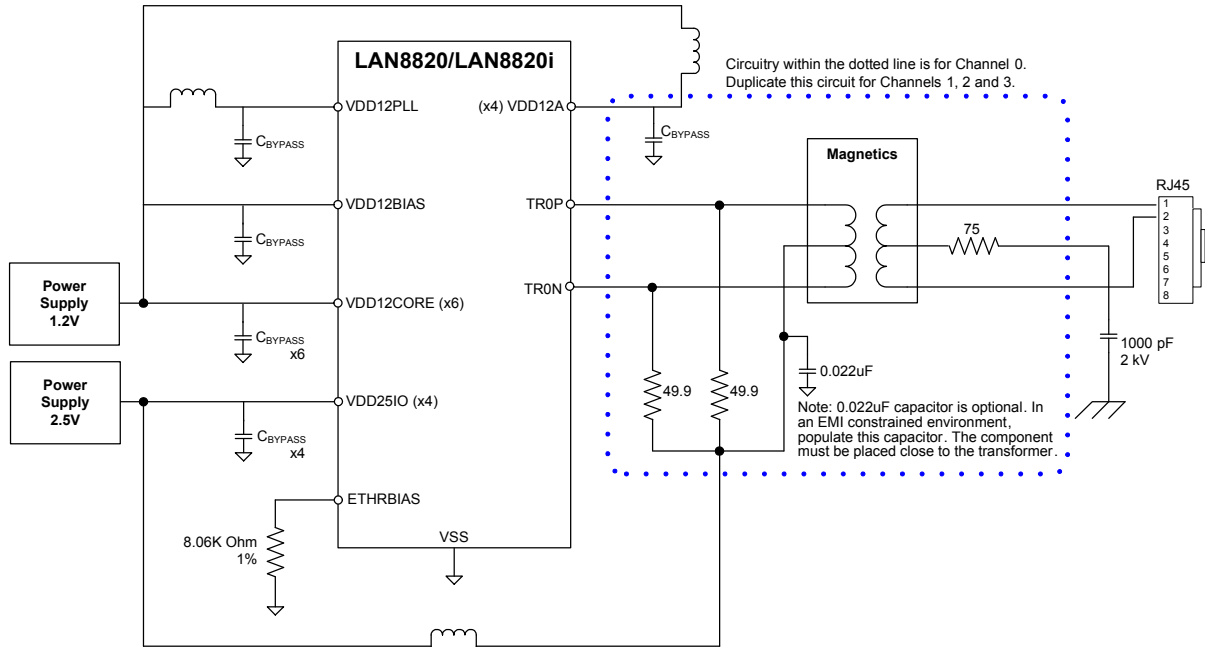 LAN8820/LAN8820i
Circuitry within the dotted line is for Channel 0.
Duplicate this circuit for Channels 1, 2 and 3.
VDD12PLL
(x4) VDD12A
CBYPASS
CBYPASS
Magnetics
RJ45
VDD12BIAS
TR0P
1
2
3
4
5
6
7
8
75
CBYPASS
Power
Supply
1.2V
VDD12CORE (x6)
TR0N
CBYPASS
x6
1000 pF
2 kV
Power
Supply
2.5V
VDD25IO (x4)
49.9
49.9
0.022uF
CBYPASS
x4
Note: 0.022uF capacitor is optional. In
an EMI constrained environment,
populate this capacitor. The component
must be placed close to the transformer.
ETHRBIAS
8.06K Ohm
1%
VSS